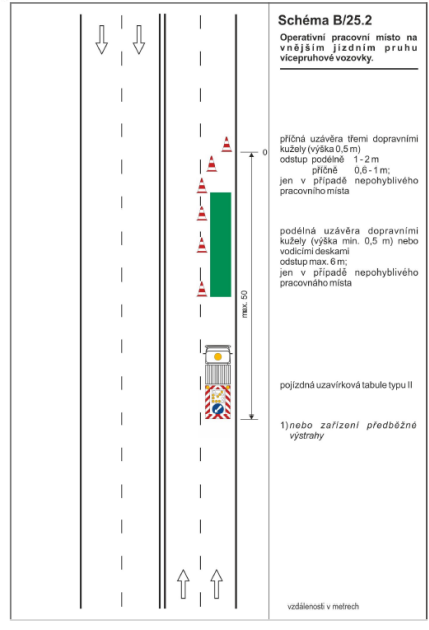 Schéma B/25.2
Operativní pracovní místo na
vnějším jízdním pruhu
vícepruhové vozovky.
0
příčná uzávěra třemi dopravními
kužely (výška 0,5 m)
odstup podélně 1 - 2 m
příčně 0,6 - 1 m;
jen v případě nepohyblivého
pracovního místa
podélná uzávěra dopravními
kužely (výška min. 0,5 m) nebo
vodicími deskami
odstup max. 6 m;
jen v případě nepohyblivého
pracovnáho místa
max. 50
pojízdná uzavírková tabule typu II
1) nebo zařízení předběžné
výstrahy
vzdálenosti v metrech